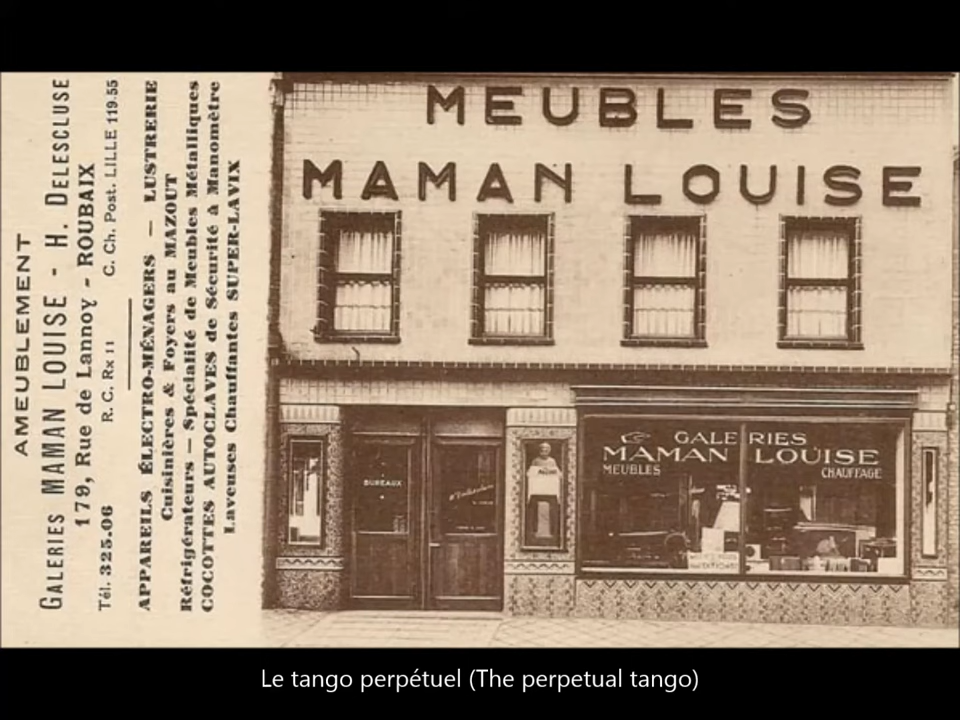 AMEUBLEMENT
GALERIES MAMAN LOUISE - H. DELESCLUSE
179, Rue de Lannoy - ROUBAIX
Tél. 325.06 R. C. Rx 11 C. Ch. Post. LILLE 119.55
APPAREILS ÉLECTRO-MÉNAGERS — LUSTRERIE
Cuisinières & Foyers au MAZOUT
Réfrigérateurs — Spécialité de Meubles Métalliques
COCOTTES AUTOCLAVES de Sécurité à Manomètre
Laveuses Chauffantes SUPER-LAVIX
MEUBLES
MAMAN LOUISE
GALERIES
MAMAN LOUISE
MEUBLES CHAUFFAGE
BUREAUX
Le tango perpétuel (The perpetual tango)